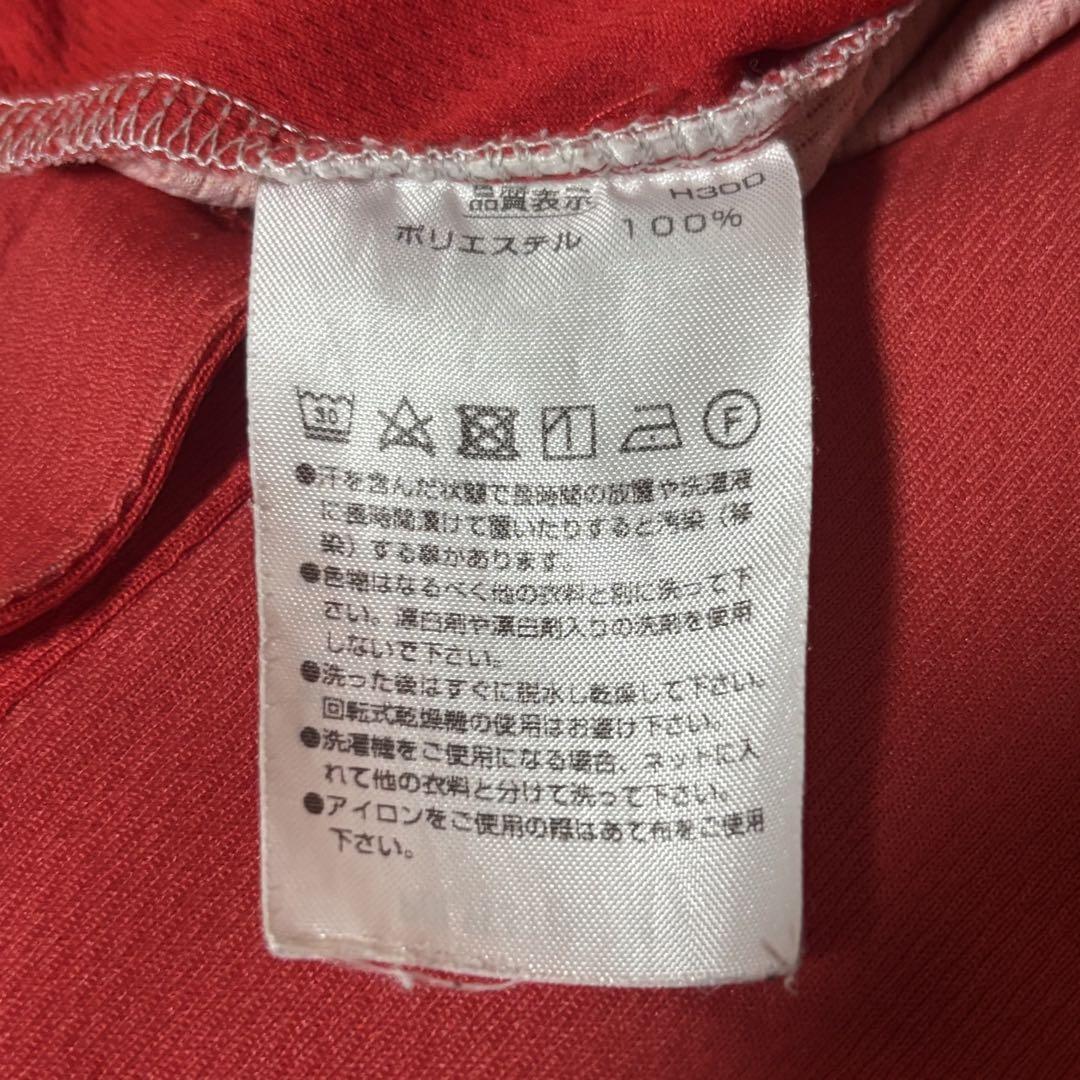 品質表示 H30D
ポリエステル 100%
30
1
F
●汗を含んだ状態で長時間の放置や洗濯液
に長時間漬けて置いたりすると汚染(移
染)する事があります。
●色物はなるべく他の衣料と別に洗って下
さい。漂白剤や漂白剤入りの洗剤を使用
しないで下さい。
●洗った後はすぐに脱水し乾燥して下さい。
回転式乾燥機の使用はお避け下さい。
●洗濯機をご使用になる場合、ネットに入
れて他の衣料と分けて洗って下さい。
●アイロンをご使用の際はあて布をご使用
下さい。